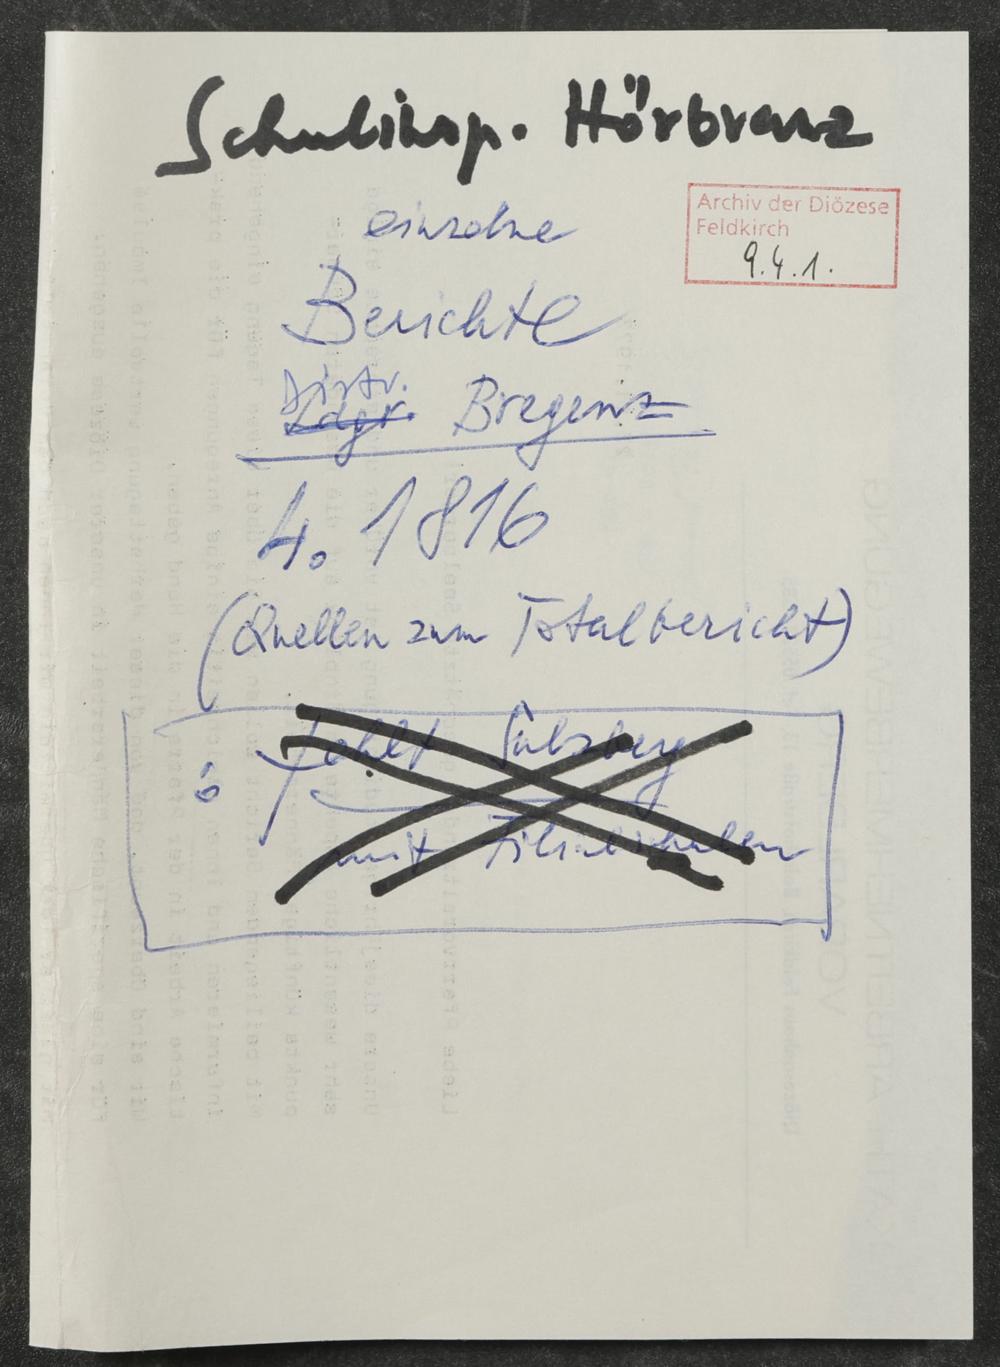 Schulinsp. Hörbranz
Archiv der Diözese
Feldkirch
9.4.1.
einzelne
Berichte
Distr.
Ldgr. Bregenz
4. 1816
(Quellen zum Totalbericht)
fehlt Sulzberg
mit Filialschulen